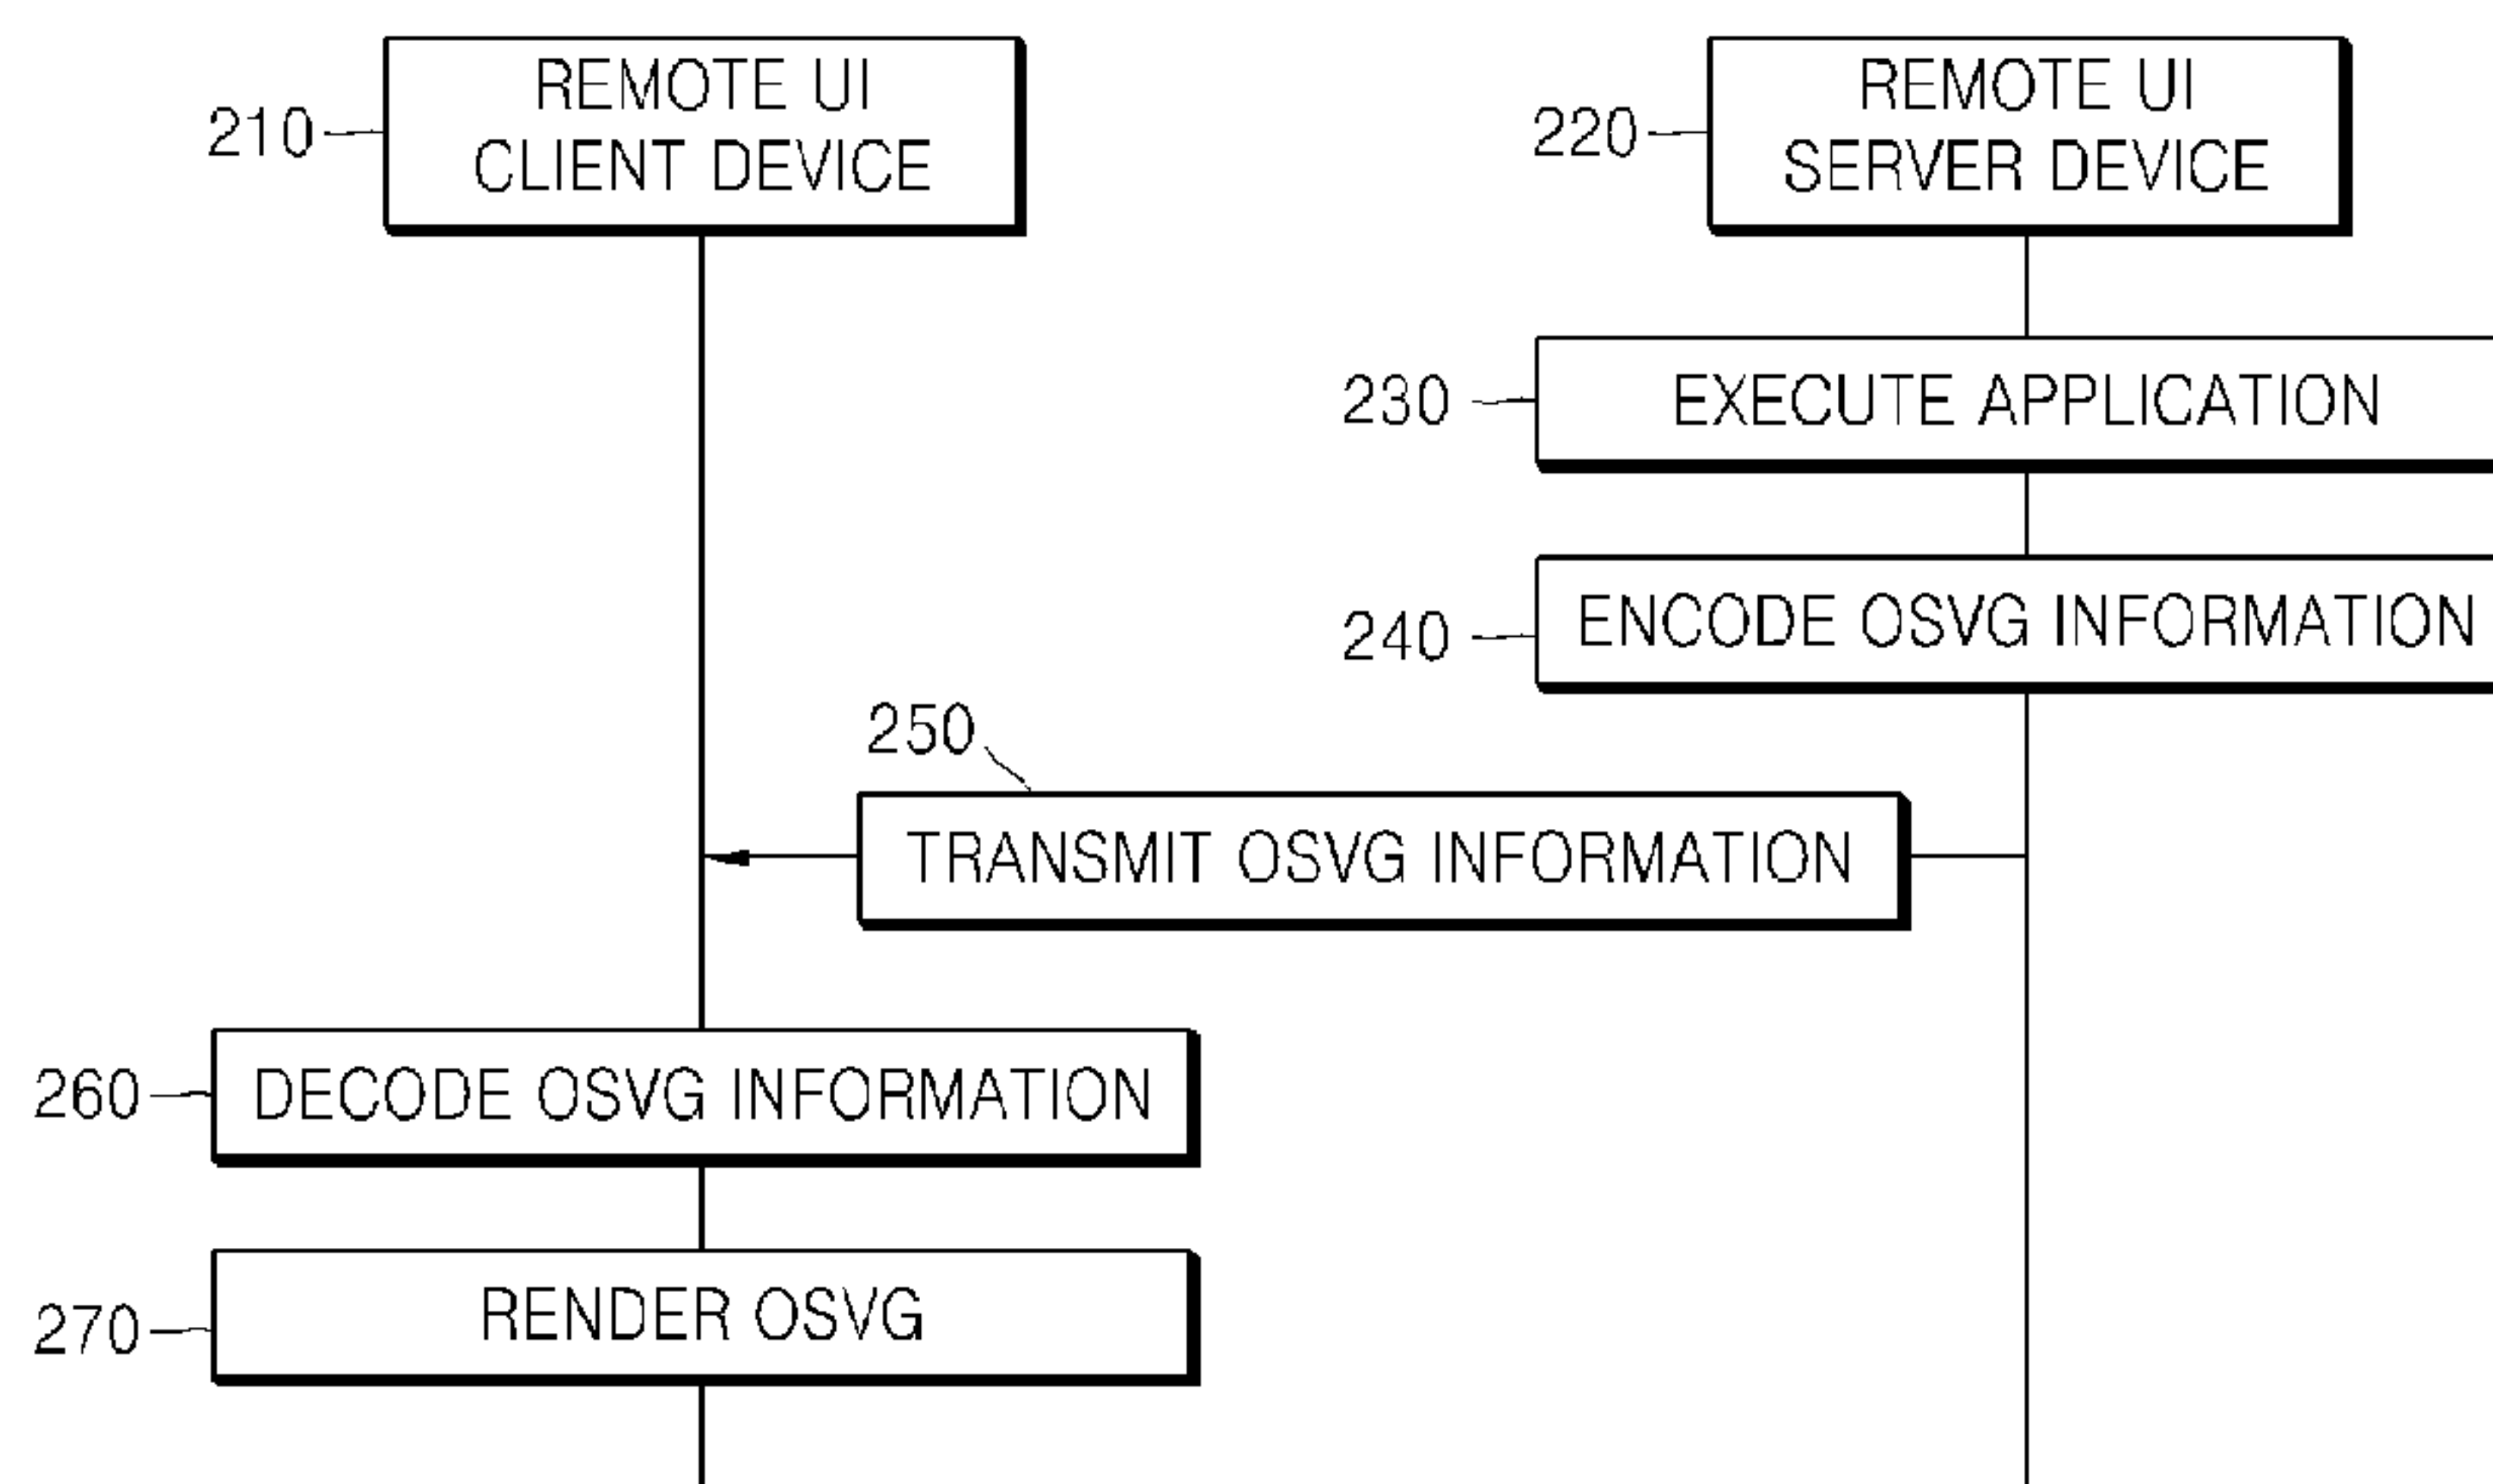 210
REMOTE UI
CLIENT DEVICE
220
REMOTE UI
SERVER DEVICE
230
EXECUTE APPLICATION
240
ENCODE OSVG INFORMATION
250
TRANSMIT OSVG INFORMATION
260
DECODE OSVG INFORMATION
270
RENDER OSVG